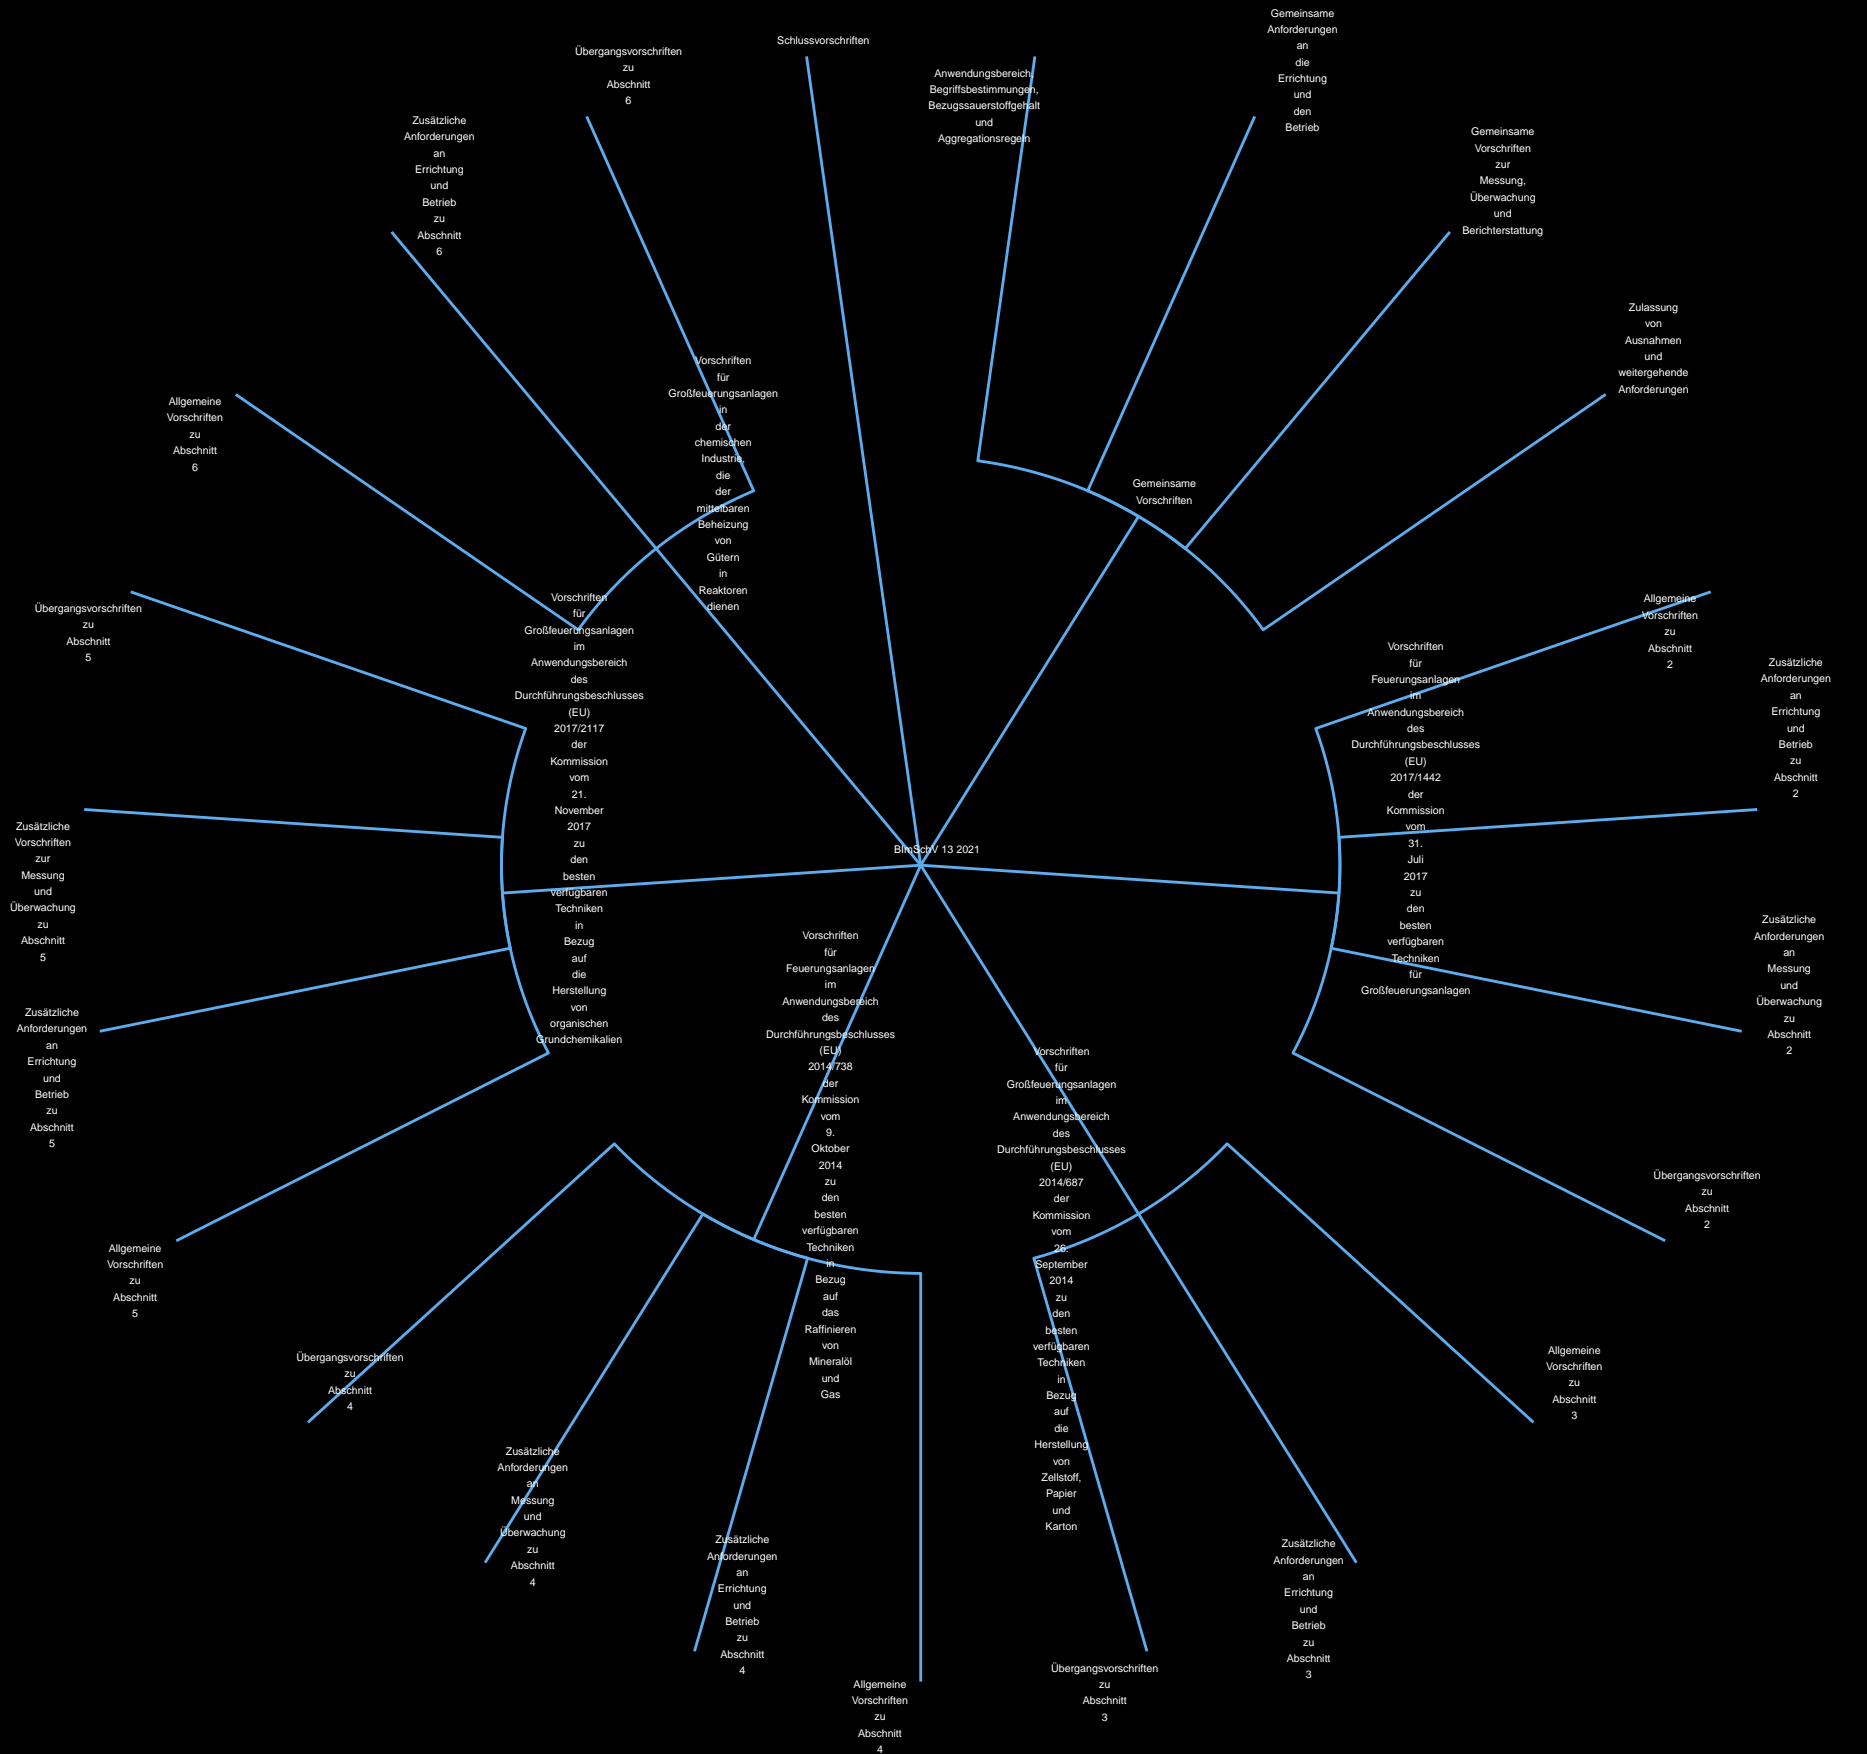 Schlussvorschriften
Anwendungsbereich,
Begriffsbestimmungen,
Bezugssauerstoffgehalt
und
Aggregationsregeln
Gemeinsame
Anforderungen
an
die
Errichtung
und
den
Betrieb
Gemeinsame
Vorschriften
zur
Messung,
Überwachung
und
Berichterstattung
Zulassung
von
Ausnahmen
und
weitergehende
Anforderungen
Gemeinsame
Vorschriften
Allgemeine
Vorschriften
zu
Abschnitt
2
Zusätzliche
Anforderungen
an
Errichtung
und
Betrieb
zu
Abschnitt
2
Zusätzliche
Anforderungen
an
Messung
und
Überwachung
zu
Abschnitt
2
Übergangsvorschriften
zu
Abschnitt
2
Vorschriften
für
Feuerungsanlagen
im
Anwendungsbereich
des
Durchführungsbeschlusses
(EU)
2017/1442
der
Kommission
vom
31.
Juli
2017
zu
den
besten
verfügbaren
Techniken
für
Großfeuerungsanlagen
Allgemeine
Vorschriften
zu
Abschnitt
3
Zusätzliche
Anforderungen
an
Errichtung
und
Betrieb
zu
Abschnitt
3
Übergangsvorschriften
zu
Abschnitt
3
Vorschriften
für
Großfeuerungsanlagen
im
Anwendungsbereich
des
Durchführungsbeschlusses
(EU)
2014/687
der
Kommission
vom
26.
September
2014
zu
den
besten
verfügbaren
Techniken
in
Bezug
auf
die
Herstellung
von
Zellstoff,
Papier
und
Karton
Allgemeine
Vorschriften
zu
Abschnitt
4
Zusätzliche
Anforderungen
an
Errichtung
und
Betrieb
zu
Abschnitt
4
Zusätzliche
Anforderungen
an
Messung
und
Überwachung
zu
Abschnitt
4
Übergangsvorschriften
zu
Abschnitt
4
Vorschriften
für
Feuerungsanlagen
im
Anwendungsbereich
des
Durchführungsbeschlusses
(EU)
2014/738
der
Kommission
vom
9.
Oktober
2014
zu
den
besten
verfügbaren
Techniken
in
Bezug
auf
das
Raffinieren
von
Mineralöl
und
Gas
Allgemeine
Vorschriften
zu
Abschnitt
5
Zusätzliche
Anforderungen
an
Errichtung
und
Betrieb
zu
Abschnitt
5
Zusätzliche
Vorschriften
zur
Messung
und
Überwachung
zu
Abschnitt
5
Übergangsvorschriften
zu
Abschnitt
5
Vorschriften
für
Großfeuerungsanlagen
im
Anwendungsbereich
des
Durchführungsbeschlusses
(EU)
2017/2117
der
Kommission
vom
21.
November
2017
zu
den
besten
verfügbaren
Techniken
in
Bezug
auf
die
Herstellung
von
organischen
Grundchemikalien
Allgemeine
Vorschriften
zu
Abschnitt
6
Zusätzliche
Anforderungen
an
Errichtung
und
Betrieb
zu
Abschnitt
6
Übergangsvorschriften
zu
Abschnitt
6
Vorschriften
für
Großfeuerungsanlagen
in
der
chemischen
Industrie,
die
der
mittelbaren
Beheizung
von
Gütern
in
Reaktoren
dienen
BImSchV 13 2021